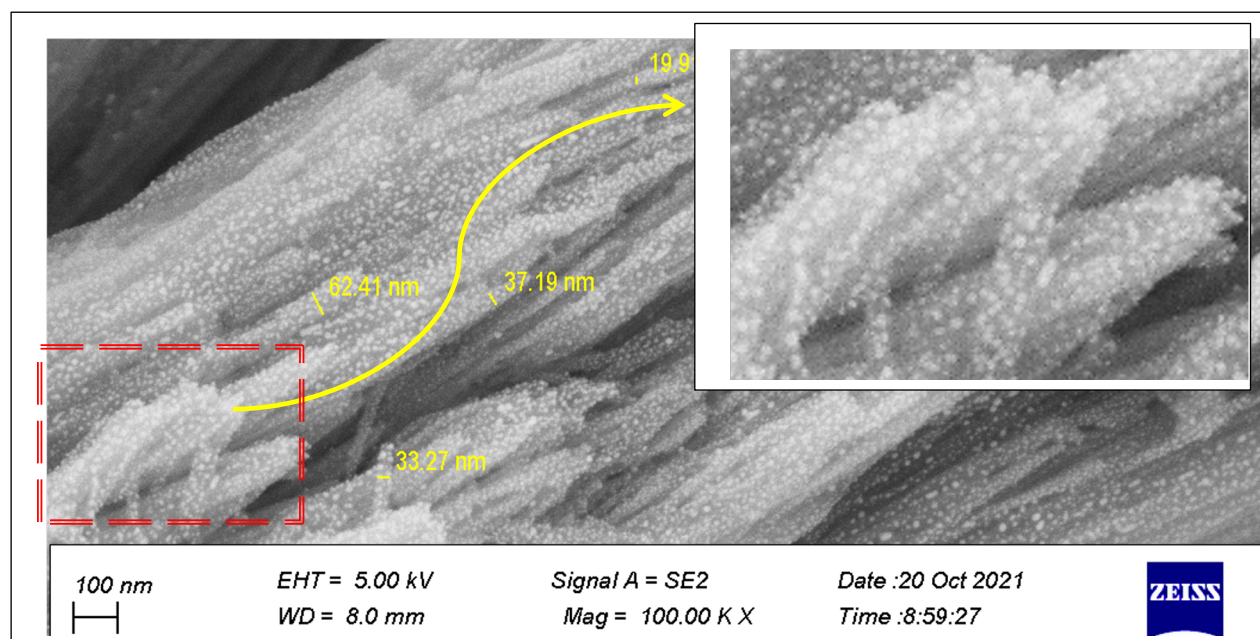 19.9
62.41 nm
37.19 nm
33.27 nm
100 nm
EHT = 5.00 kV
Signal A = SE2
Date :20 Oct 2021
ZEISS
WD = 8.0 mm
Mag = 100.00 K X
Time :8:59:27